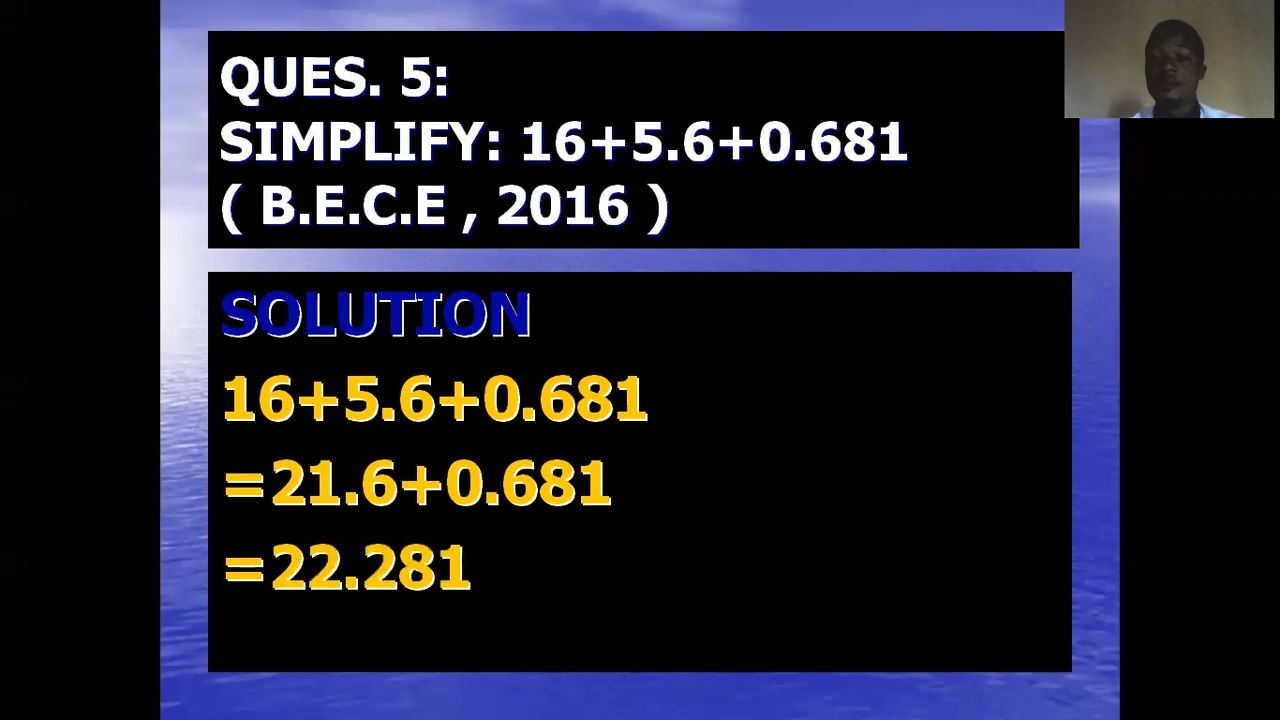 QUES. 5:
SIMPLIFY: 16+5.6+0.681
( B.E.C.E , 2016 )
SOLUTION
16+5.6+0.681
=21.6+0.681
=22.281